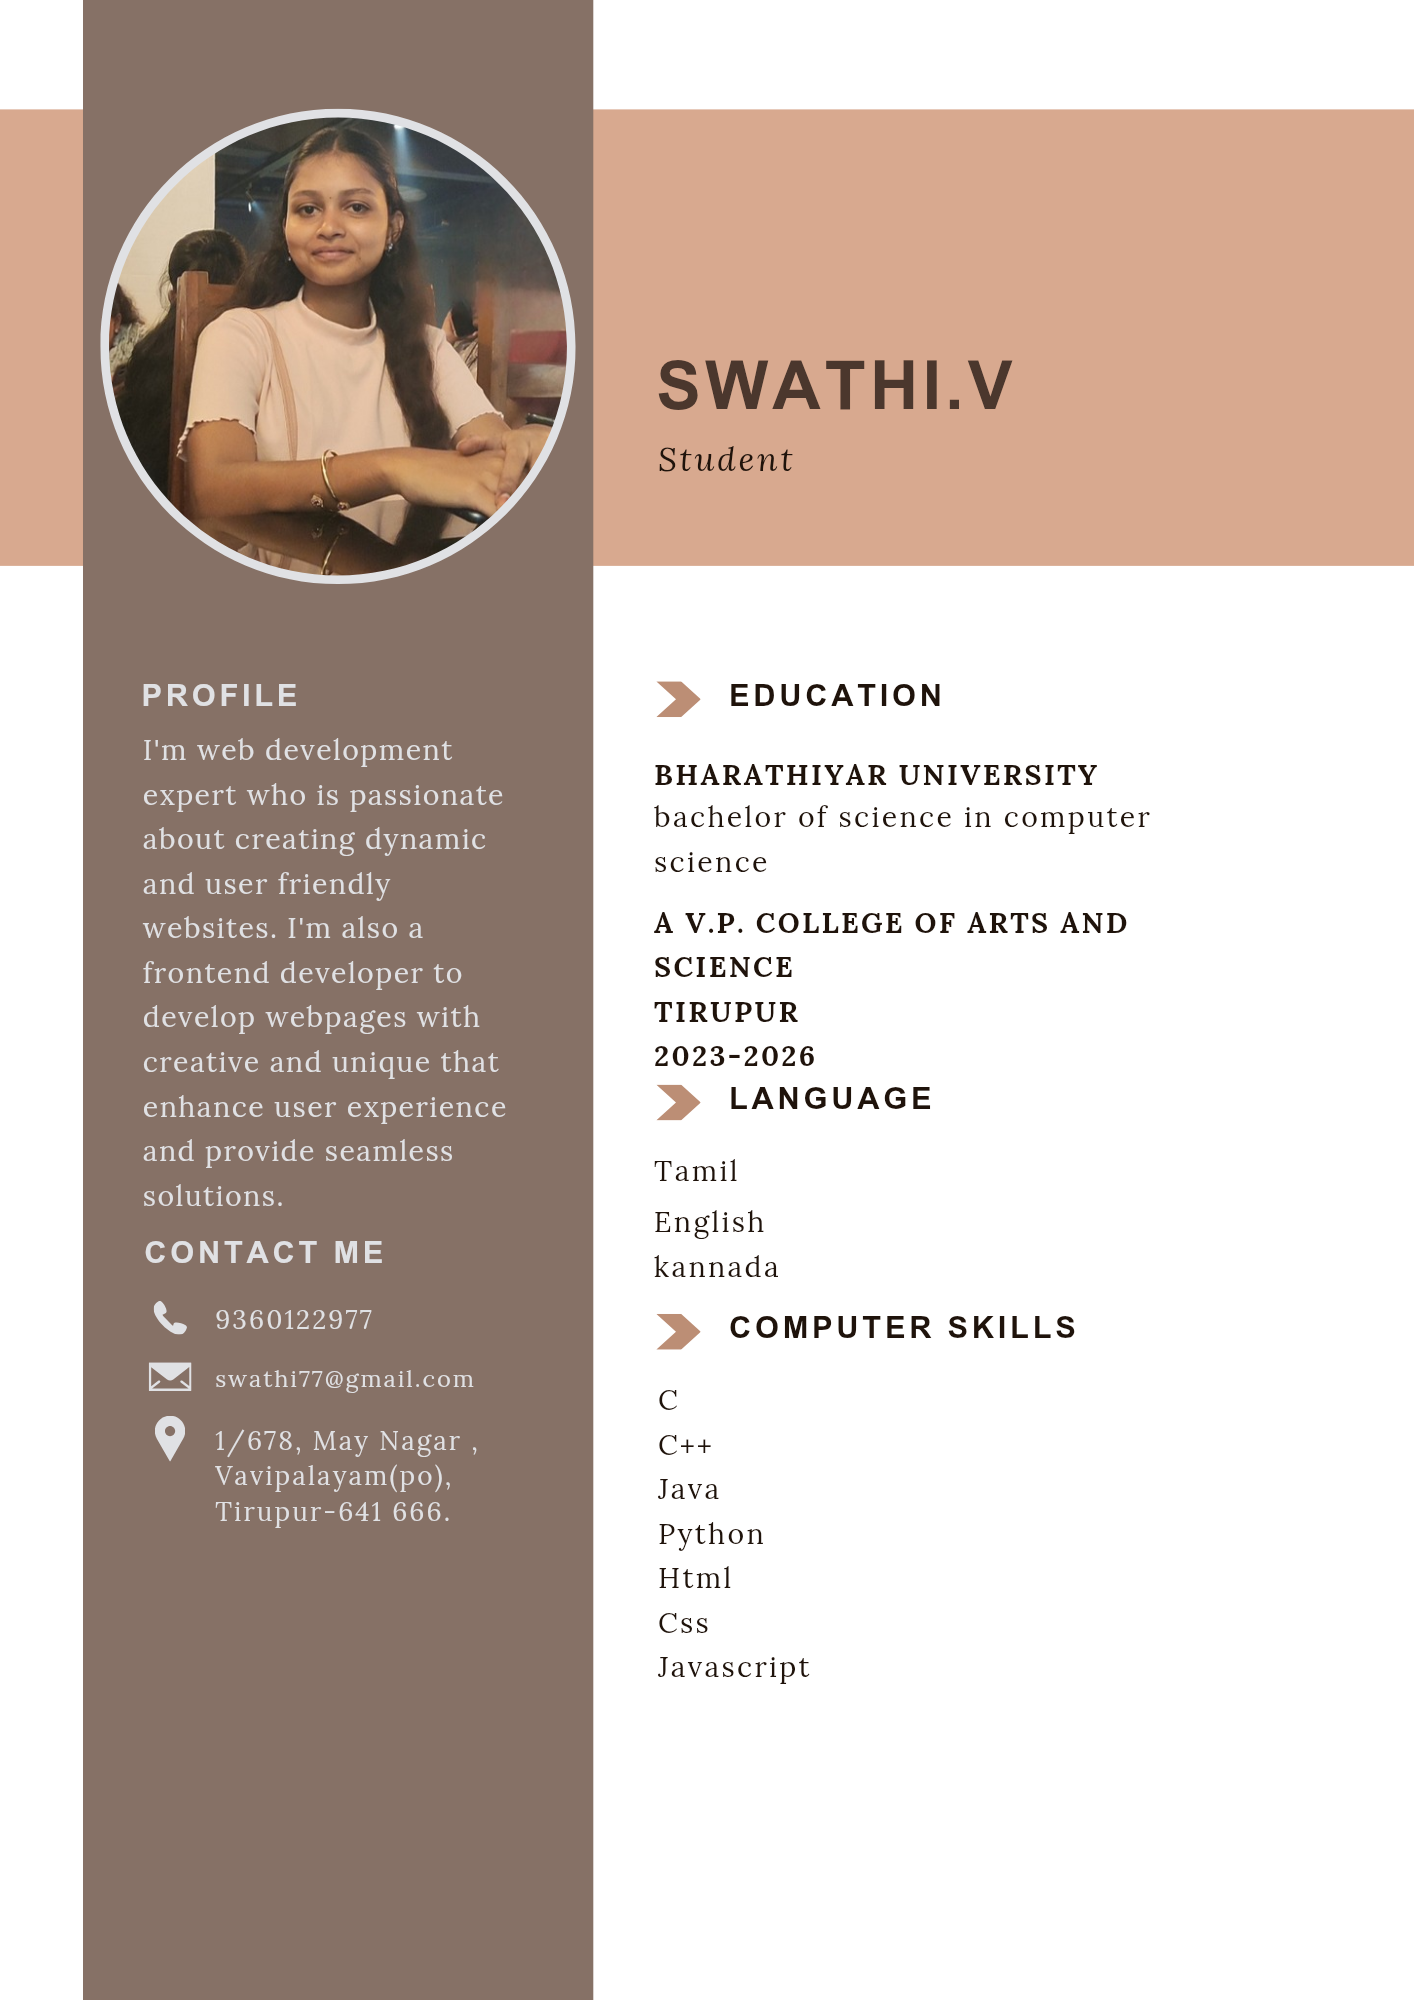 SWATHI.V
Student
PROFILE
I'm web development
expert who is passionate
about creating dynamic
and user friendly
websites. I'm also a
frontend developer to
develop webpages with
creative and unique that
enhance user experience
and provide seamless
solutions.
CONTACT ME
9360122977
swathi77@gmail.com
1/678, May Nagar ,
Vavipalayam(po),
Tirupur-641 666.
EDUCATION
BHARATHIYAR UNIVERSITY
bachelor of science in computer
science
A V.P. COLLEGE OF ARTS AND
SCIENCE
TIRUPUR
2023-2026
LANGUAGE
Tamil
English
kannada
COMPUTER SKILLS
C
C++
Java
Python
Html
Css
Javascript